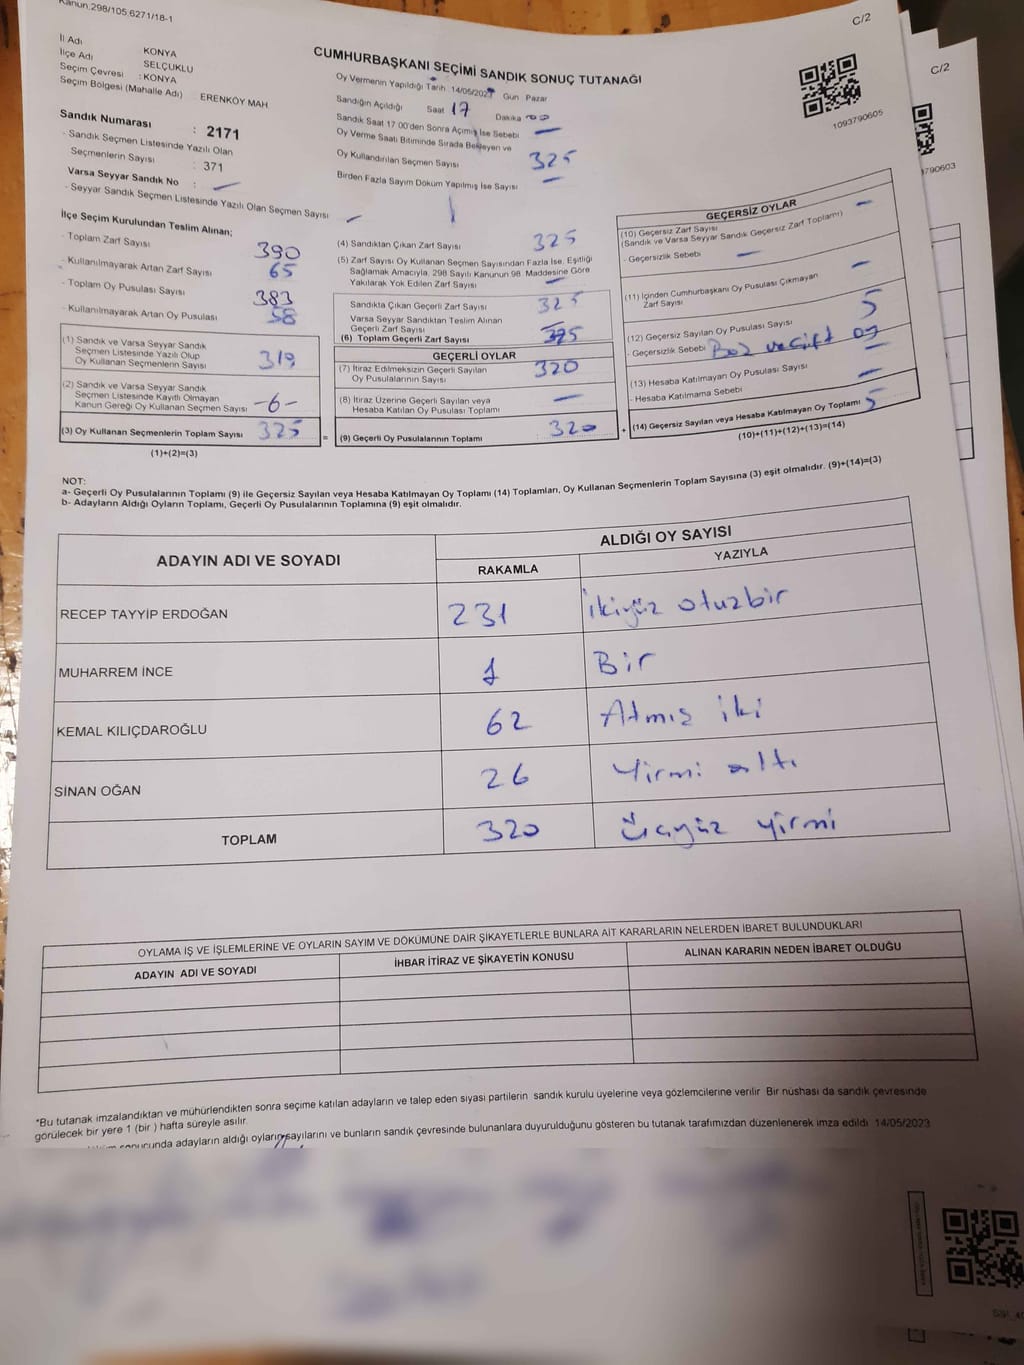 Kanun;298/105,6271/18-1
C/2
C/2
İl Adı KONYA
İlçe Adı SELÇUKLU
Seçim Çevresi : KONYA
Seçim Bölgesi (Mahalle Adı) ERENKÖY MAH
Sandık Numarası : 2171
- Sandık Seçmen Listesinde Yazılı Olan
Seçmenlerin Sayısı : 371
Varsa Seyyar Sandık No : -
- Seyyar Sandık Seçmen Listesinde Yazılı Olan Seçmen Sayısı -
CUMHURBAŞKANI SEÇİMİ SANDIK SONUÇ TUTANAĞI
Oy Vermenin Yapıldığı Tarih 14/05/2023 Gun Pazar
Sandığın Açıldığı Saat 17 Dakika 00
Sandık Saat 17 00'den Sonra Açımış İse Sebebi -
Oy Verme Saati Bitiminde Sırada Bekleyen ve
Oy Kullandırılan Seçmen Sayısı 325
Birden Fazla Sayım Döküm Yapılmış İse Sayısı -
1093790605
790603
İlçe Seçim Kurulundan Teslim Alınan;
- Toplam Zarf Sayısı 390
- Kullanılmayarak Artan Zarf Sayısı 65
- Toplam Oy Pusulası Sayısı 383
- Kullanılmayarak Artan Oy Pusulası 58
(1) Sandık ve Varsa Seyyar Sandık
Seçmen Listesinde Yazılı Olup
Oy Kullanan Seçmenlerin Sayısı 319
(2) Sandık ve Varsa Seyyar Sandık
Seçmen Listesinde Kayıtlı Olmayan
Kanun Gereği Oy Kullanan Seçmen Sayısı -6-
(3) Oy Kullanan Seçmenlerin Toplam Sayısı 325 =
(1)+(2)=(3)
(4) Sandıktan Çıkan Zarf Sayısı 325
(5) Zarf Sayısı Oy Kullanan Seçmen Sayısından Fazla İse, Eşitliği
Sağlamak Amacıyla, 298 Sayılı Kanunun 98. Maddesine Göre
Yakılarak Yok Edilen Zarf Sayısı -
Sandıkta Çıkan Geçerli Zarf Sayısı 325
Varsa Seyyar Sandıktan Teslim Alınan
Geçerli Zarf Sayısı -
(6) Toplam Geçerli Zarf Sayısı 325
GEÇERLİ OYLAR
(7) İtiraz Edilmeksizin Geçerli Sayılan
Oy Pusulalarının Sayısı 320
(8) İtiraz Üzerine Geçerli Sayılan veya
Hesaba Katılan Oy Pusulası Toplamı -
(9) Geçerli Oy Pusulalarının Toplamı : 320 +
GEÇERSİZ OYLAR
(10) Geçersiz Zarf Sayısı -
(Sandık ve Varsa Seyyar Sandık Geçersiz Zarf Toplamı)
- Geçersizlik Sebebi -
(11) İçinden Cumhurbaşkanı Oy Pusulası Çıkmayan
Zarf Sayısı -
(12) Geçersiz Sayılan Oy Pusulası Sayısı 5
- Geçersizlik Sebebi Boş ve Çift oy
(13) Hesaba Katılmayan Oy Pusulası Sayısı -
- Hesaba Katılmama Sebebi -
(14) Geçersiz Sayılan veya Hesaba Katılmayan Oy Toplamı 5
(10)+(11)+(12)+(13)=(14)
NOT:
a- Geçerli Oy Pusulalarının Toplamı (9) ile Geçersiz Sayılan veya Hesaba Katılmayan Oy Toplamı (14) Toplamları, Oy Kullanan Seçmenlerin Toplam Sayısına (3) eşit olmalıdır. (9)+(14)=(3)
b- Adayların Aldığı Oyların Toplamı, Geçerli Oy Pusulalarının Toplamına (9) eşit olmalıdır.
ADAYIN ADI VE SOYADI
ALDIĞI OY SAYISI
RAKAMLA YAZIYLA
RECEP TAYYİP ERDOĞAN 231 İkiyüz otuzbir
MUHARREM İNCE 1 Bir
KEMAL KILIÇDAROĞLU 62 Atmış iki
SİNAN OĞAN 26 Yirmi altı
TOPLAM 320 Üçyüz yirmi
OYLAMA İŞ VE İŞLEMLERİNE VE OYLARIN SAYIM VE DÖKÜMÜNE DAİR ŞİKAYETLERLE BUNLARA AİT KARARLARIN NELERDEN İBARET BULUNDUKLARI
ADAYIN ADI VE SOYADI İHBAR İTİRAZ VE ŞİKAYETİN KONUSU ALINAN KARARIN NEDEN İBARET OLDUĞU
*Bu tutanak imzalandıktan ve mühürlendikten sonra seçime katılan adayların ve talep eden siyasi partilerin sandık kurulu üyelerine veya gözlemcilerine verilir Bir nüshası da sandık çevresinde
görülecek bir yere 1 (bir ) hafta süreyle asılır
sonucunda adayların aldığı oyların sayılarını ve bunların sandık çevresinde bulunanlara duyurulduğunu gösteren bu tutanak tarafımızdan düzenlenerek imza edildi 14/05/2023